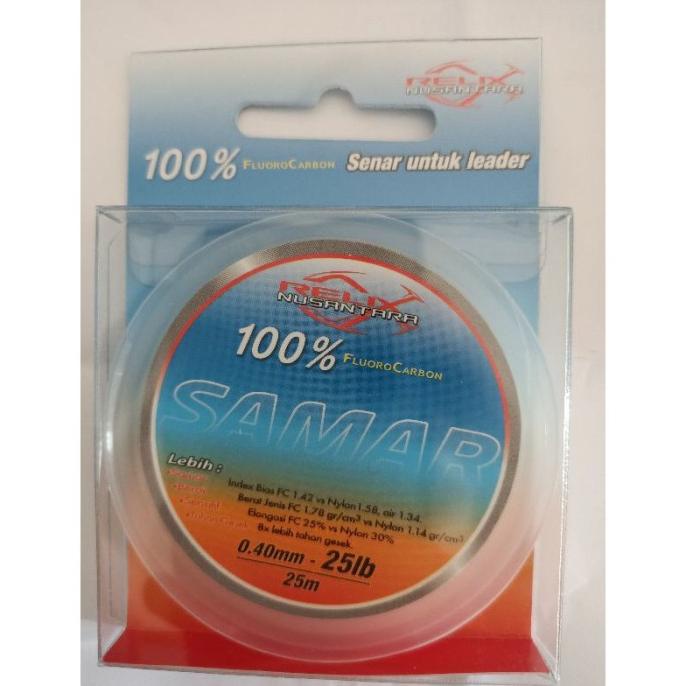 RELIX
NUSANTARA
100% FLUOROCARBON Senar untuk leader
RELIX
NUSANTARA
100% FLUOROCARBON
SAMAR
Lebih :
Index Bias FC 1.42 vs Nylon1.58, air 1.34.
Berat Jenis FC 1.78 gr/cm³ vs Nylon 1.14 gr/cm³.
Elongasi FC 25% vs Nylon 30%
8x lebih tahan gesek.
0.40mm - 25lb
25m